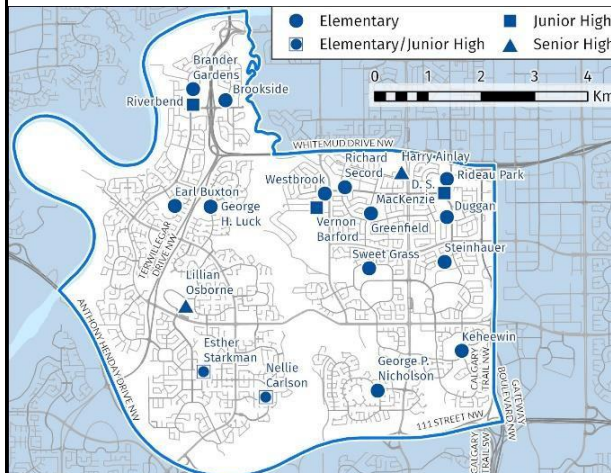 Elementary
Junior High
Elementary/Junior High
Senior High
0 1 2 3 4
Km
Brander
Gardens
Brookside
Riverbend
WHITEMUD DRIVE NW
Richard
Secord
Harry Ainlay
Westbrook
D. S.
MacKenzie
Rideau Park
Earl Buxton
George
H. Luck
Vernon
Barford
Greenfield
Duggan
TERWILLEGAR DRIVE NW
Sweet Grass
Steinhauer
Lillian
Osborne
ANTHONY HENDAY DRIVE NW
Esther
Starkman
Nellie
Carlson
George P.
Nicholson
Keheewin
CALGARY
TRAIL NW
GATEWAY
BOULEVARD NW
111 STREET NW
CALGARY
TRAIL SW